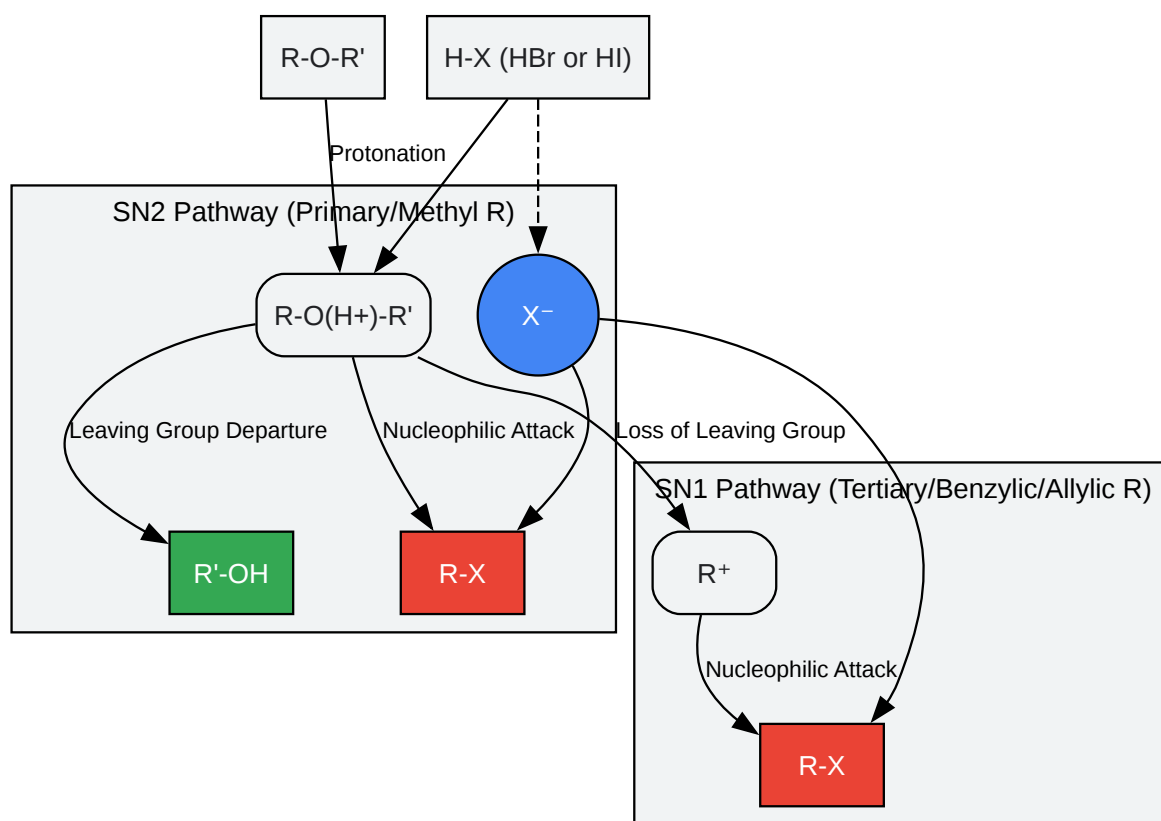 R-O-R'
H-X (HBr or HI)
Protonation
SN2 Pathway (Primary/Methyl R)
R-O(H+)-R'
X⁻
Leaving Group Departure
Nucleophilic Attack
Loss of Leaving Group
SN1 Pathway (Tertiary/Benzylic/Allylic R)
R'-OH
R-X
R⁺
Nucleophilic Attack
R-X